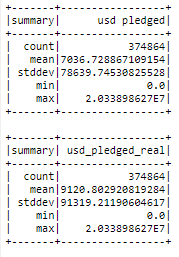 +-------+------------------+
|summary|       usd pledged|
+-------+------------------+
|  count|            374864|
|   mean|7036.728867109154|
| stddev|78639.74530825528|
|    min|               0.0|
|    max|     2.033898627E7|
+-------+------------------+
+-------+------------------+
|summary|  usd_pledged_real|
+-------+------------------+
|  count|            374864|
|   mean|9120.802920819284|
| stddev|91319.21190604617|
|    min|               0.0|
|    max|     2.033898627E7|
+-------+------------------+